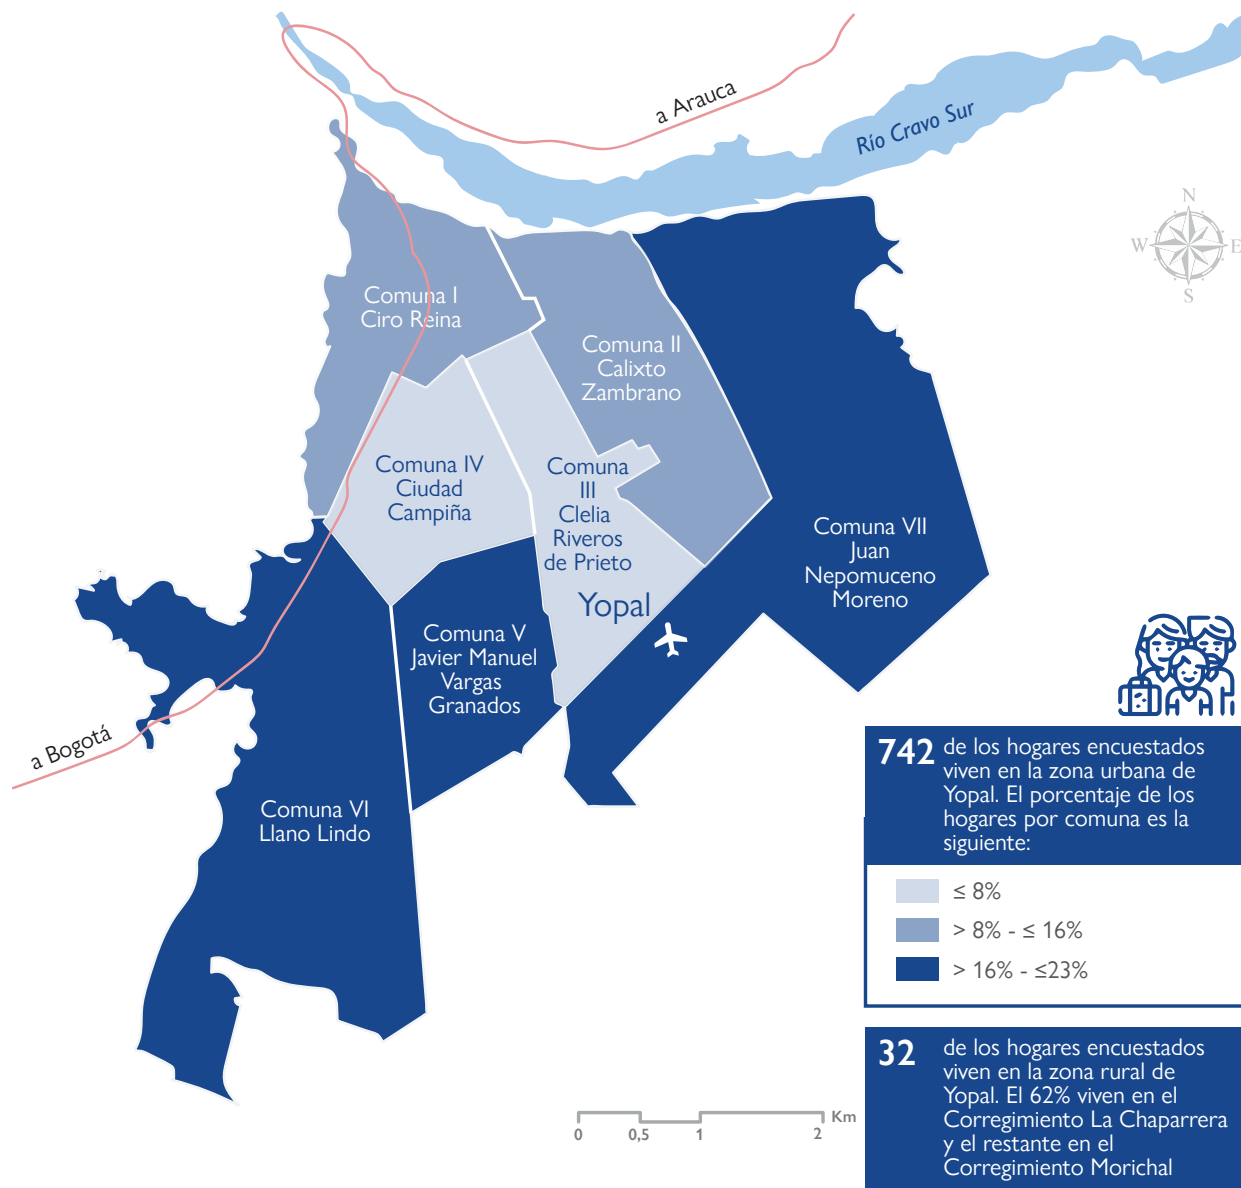 a Arauca
Río Cravo Sur
N
W
E
S
Comuna I
Ciro Reina
Comuna II
Calixto
Zambrano
Comuna IV
Ciudad
Campiña
Comuna
III
Clelia
Riveros
de Prieto
Yopal
Comuna VII
Juan
Nepomuceno
Moreno
Comuna V
Javier Manuel
Vargas
Granados
a Bogotá
Comuna VI
Llano Lindo
742 de los hogares encuestados
viven en la zona urbana de
Yopal. El porcentaje de los
hogares por comuna es la
siguiente:
≤ 8%
> 8% - ≤ 16%
> 16% - ≤23%
32 de los hogares encuestados
viven en la zona rural de
Yopal. El 62% viven en el
Corregimiento La Chaparrera
y el restante en el
Corregimiento Morichal
Km
0 0,5 1 2